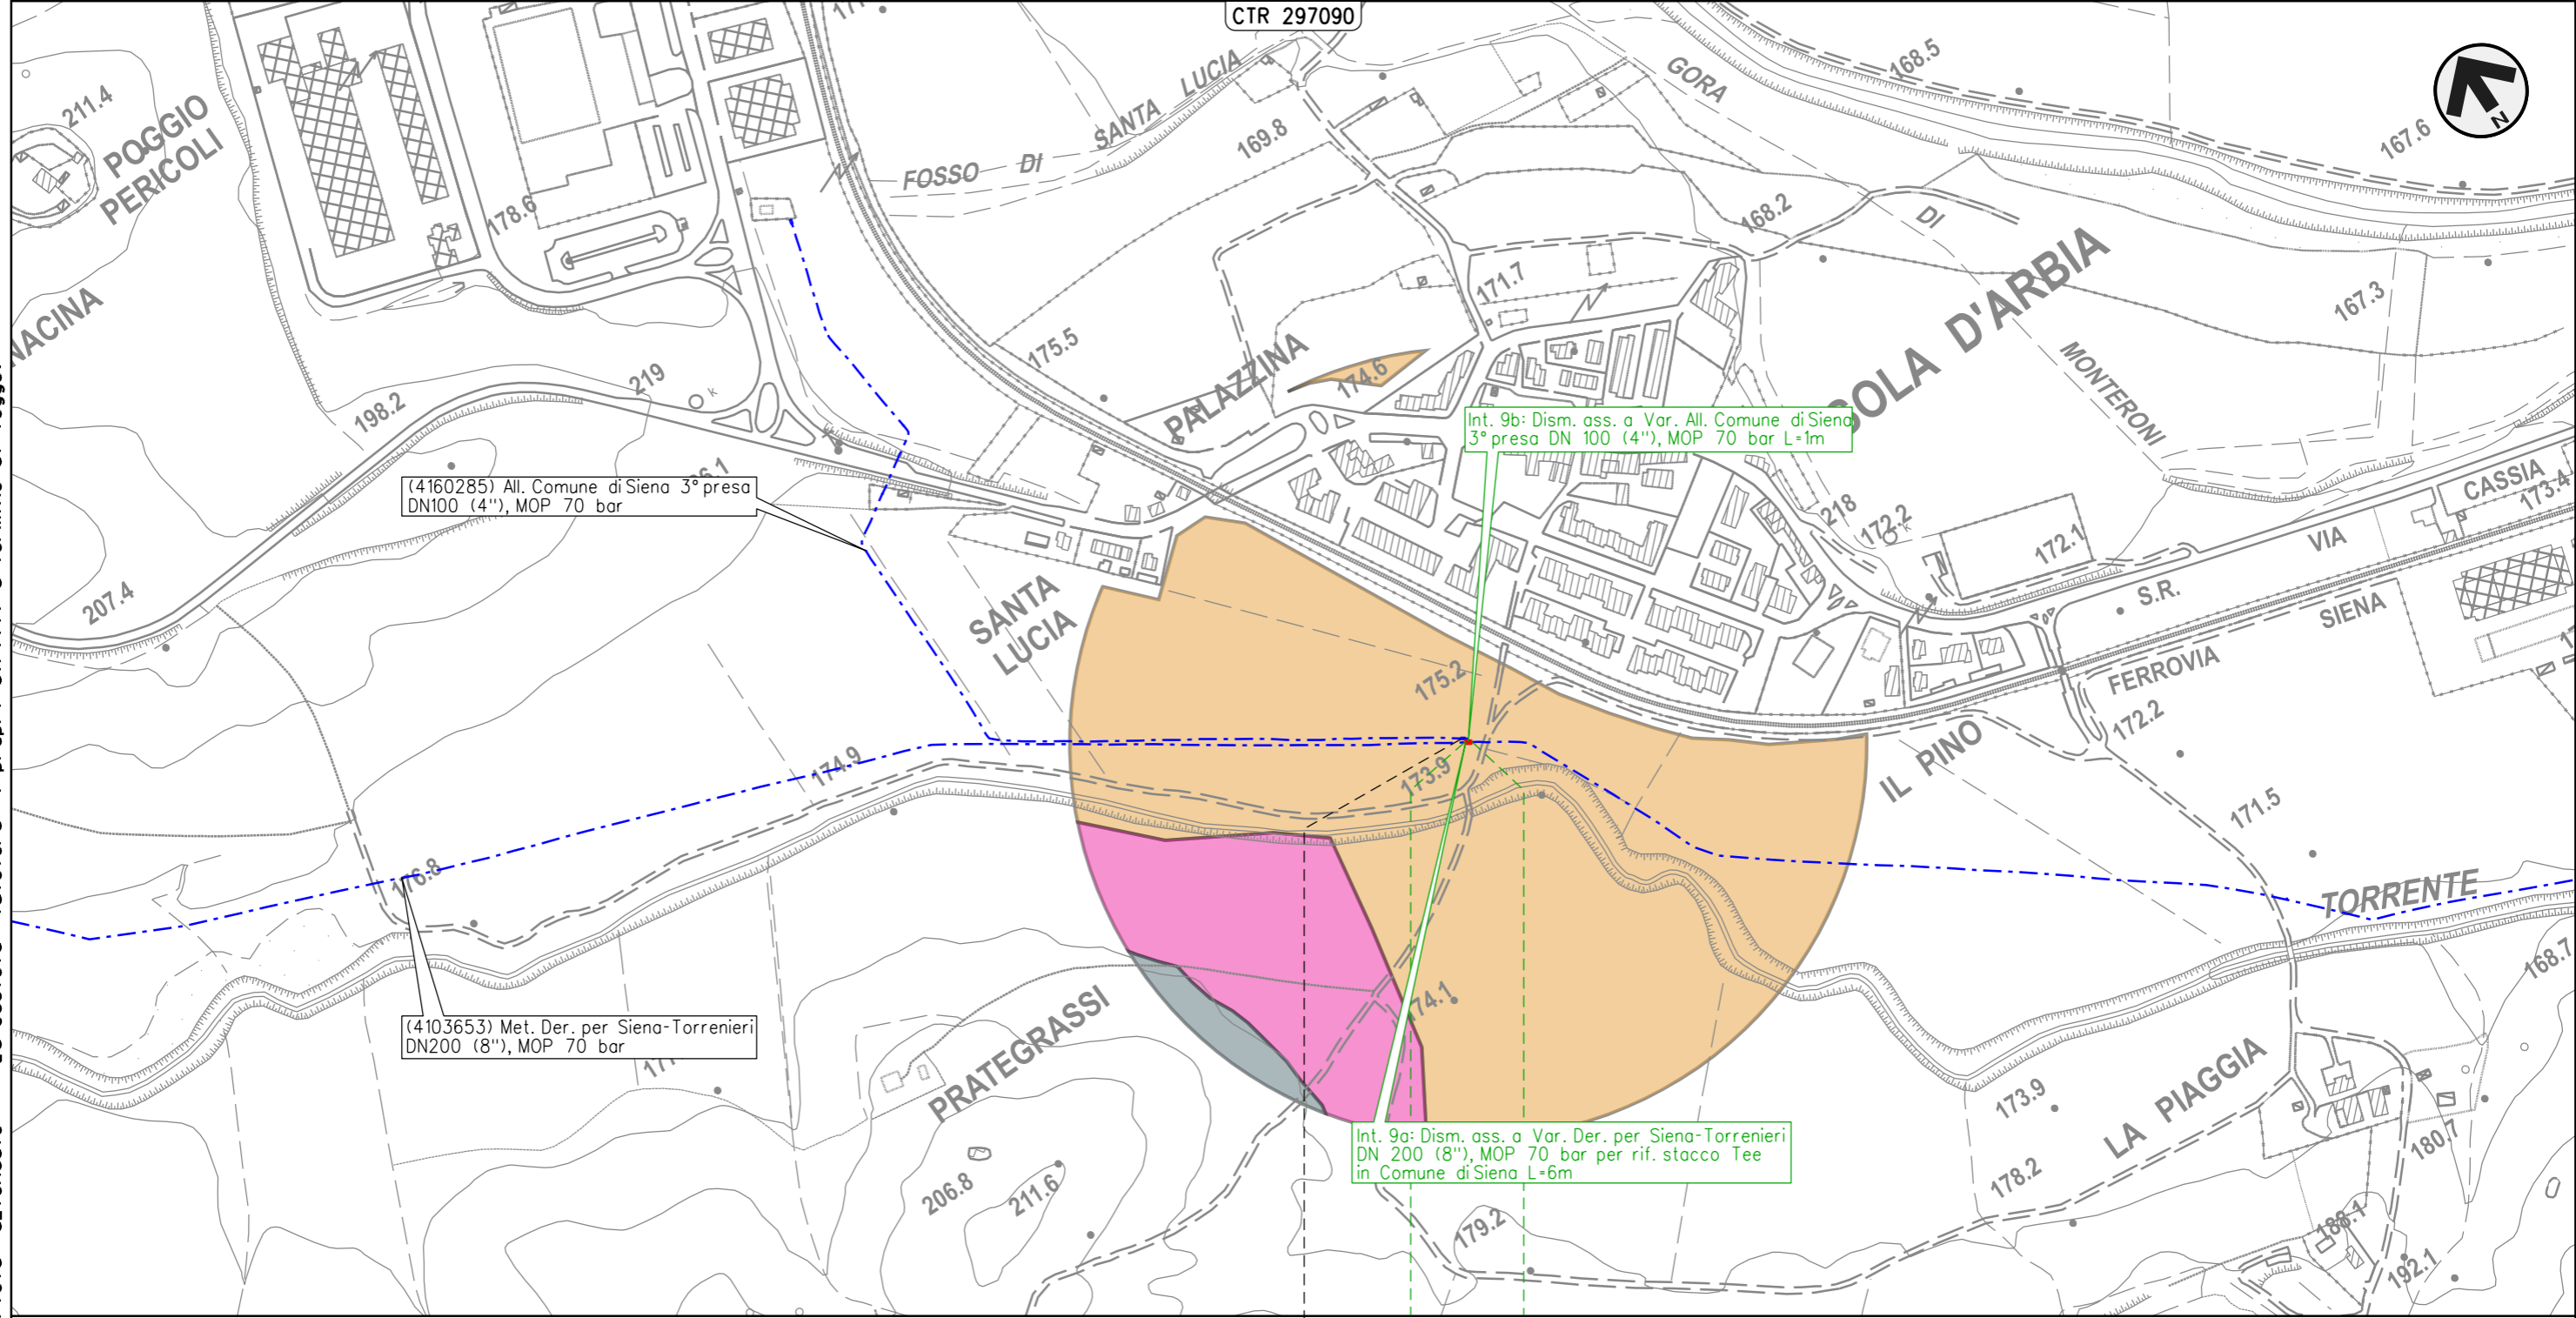 CTR 297090
N
211.4
POGGIO
PERICOLI
178.6
FOSSO DI SANTA LUCIA
169.8
GORA
168.5
167.6
168.2
DI
171.7
167.3
MONTERONI
175.5
PALAZZINA
174.6
219
198.2
K
Int. 9b: Dism. ass. a Var. All. Comune di Siena
3° presa DN 100 (4"), MOP 70 bar L=1m
(4160285) All. Comune di Siena 3° presa
DN100 (4"), MOP 70 bar
218
172.2
K
172.1
CASSIA
173.4
VIA
S.R.
SIENA
FERROVIA
172.2
207.4
SANTA
LUCIA
175.2
IL PINO
174.9
173.9
171.5
176.8
TORRENTE
168.7
174.1
(4103653) Met. Der. per Siena-Torrenieri
DN200 (8"), MOP 70 bar
PRATEGRASSI
173.9
LA PIAGGIA
180.7
Int. 9a: Dism. ass. a Var. Der. per Siena-Torrenieri
DN 200 (8"), MOP 70 bar per rif. stacco Tee
in Comune di Siena L=6m
206.8
211.6
178.2
179.2
188.1
192.1